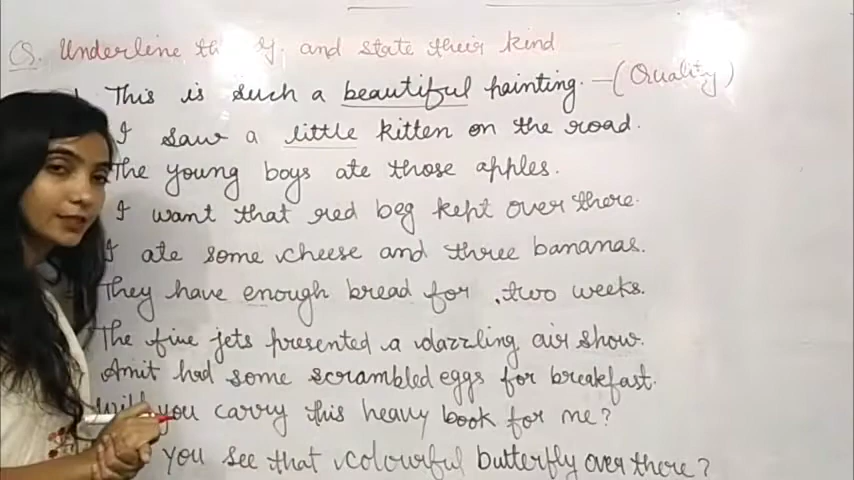 Q. Underline the adj. and state their kind
This is such a beautiful painting. - (Quality)
I saw a little kitten on the road.
The young boys ate those apples.
I want that red beg kept over there.
I ate some cheese and three bananas.
They have enough bread for two weeks.
The five jets presented a dazzling air show.
Amit had some scrambled eggs for breakfast.
Will you carry this heavy book for me?
you see that colourful butterfly over there?